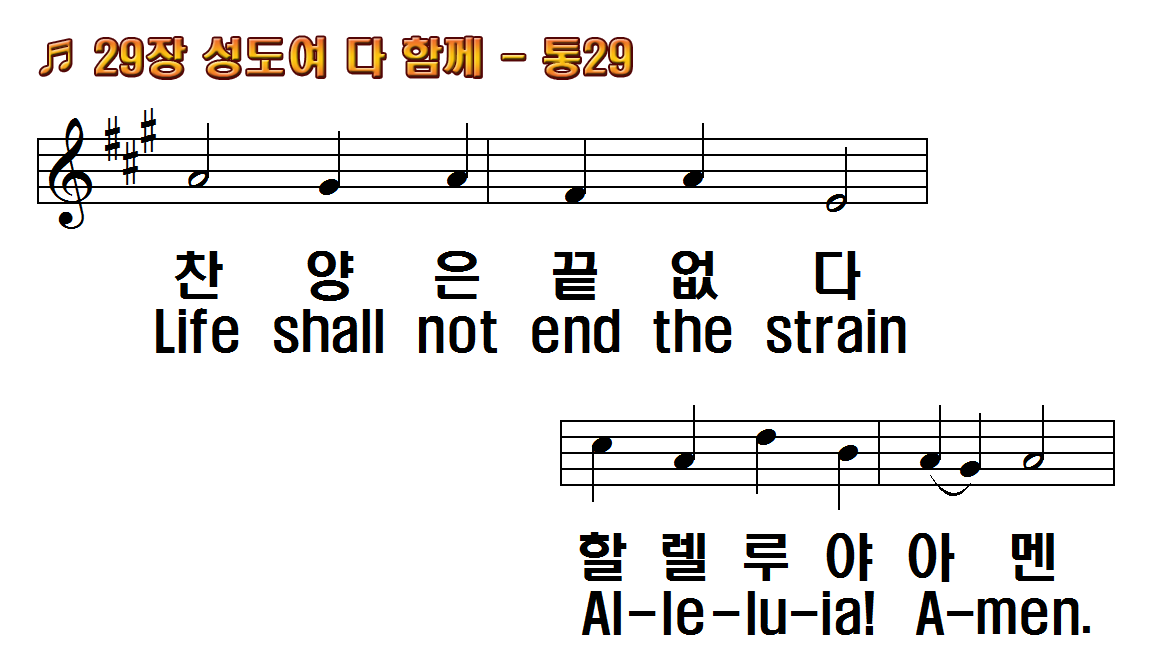 ♬ 29장 성도여 다 함께 - 통29
찬 양 은 끝 없 다
Life shall not end the strain
할 렐 루 야 아 멘
Al-le-lu-ia! A-men.